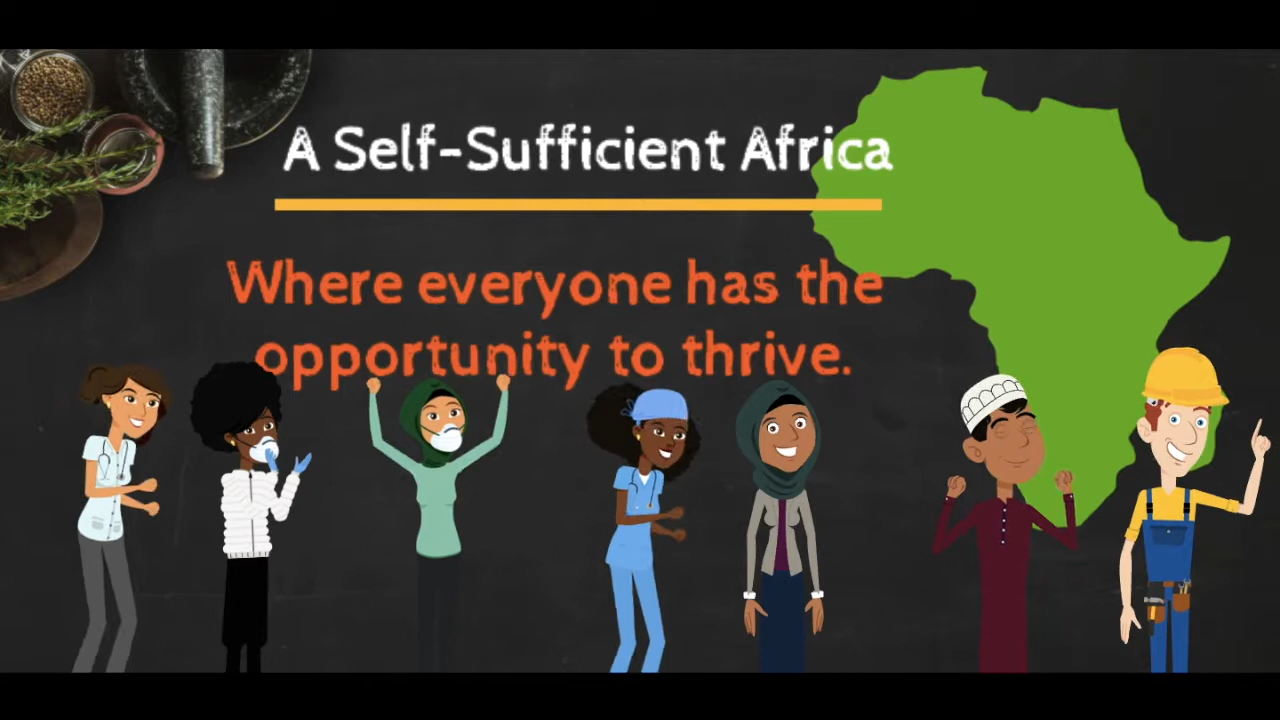 A Self-Sufficient Africa
Where everyone has the
opportunity to thrive.